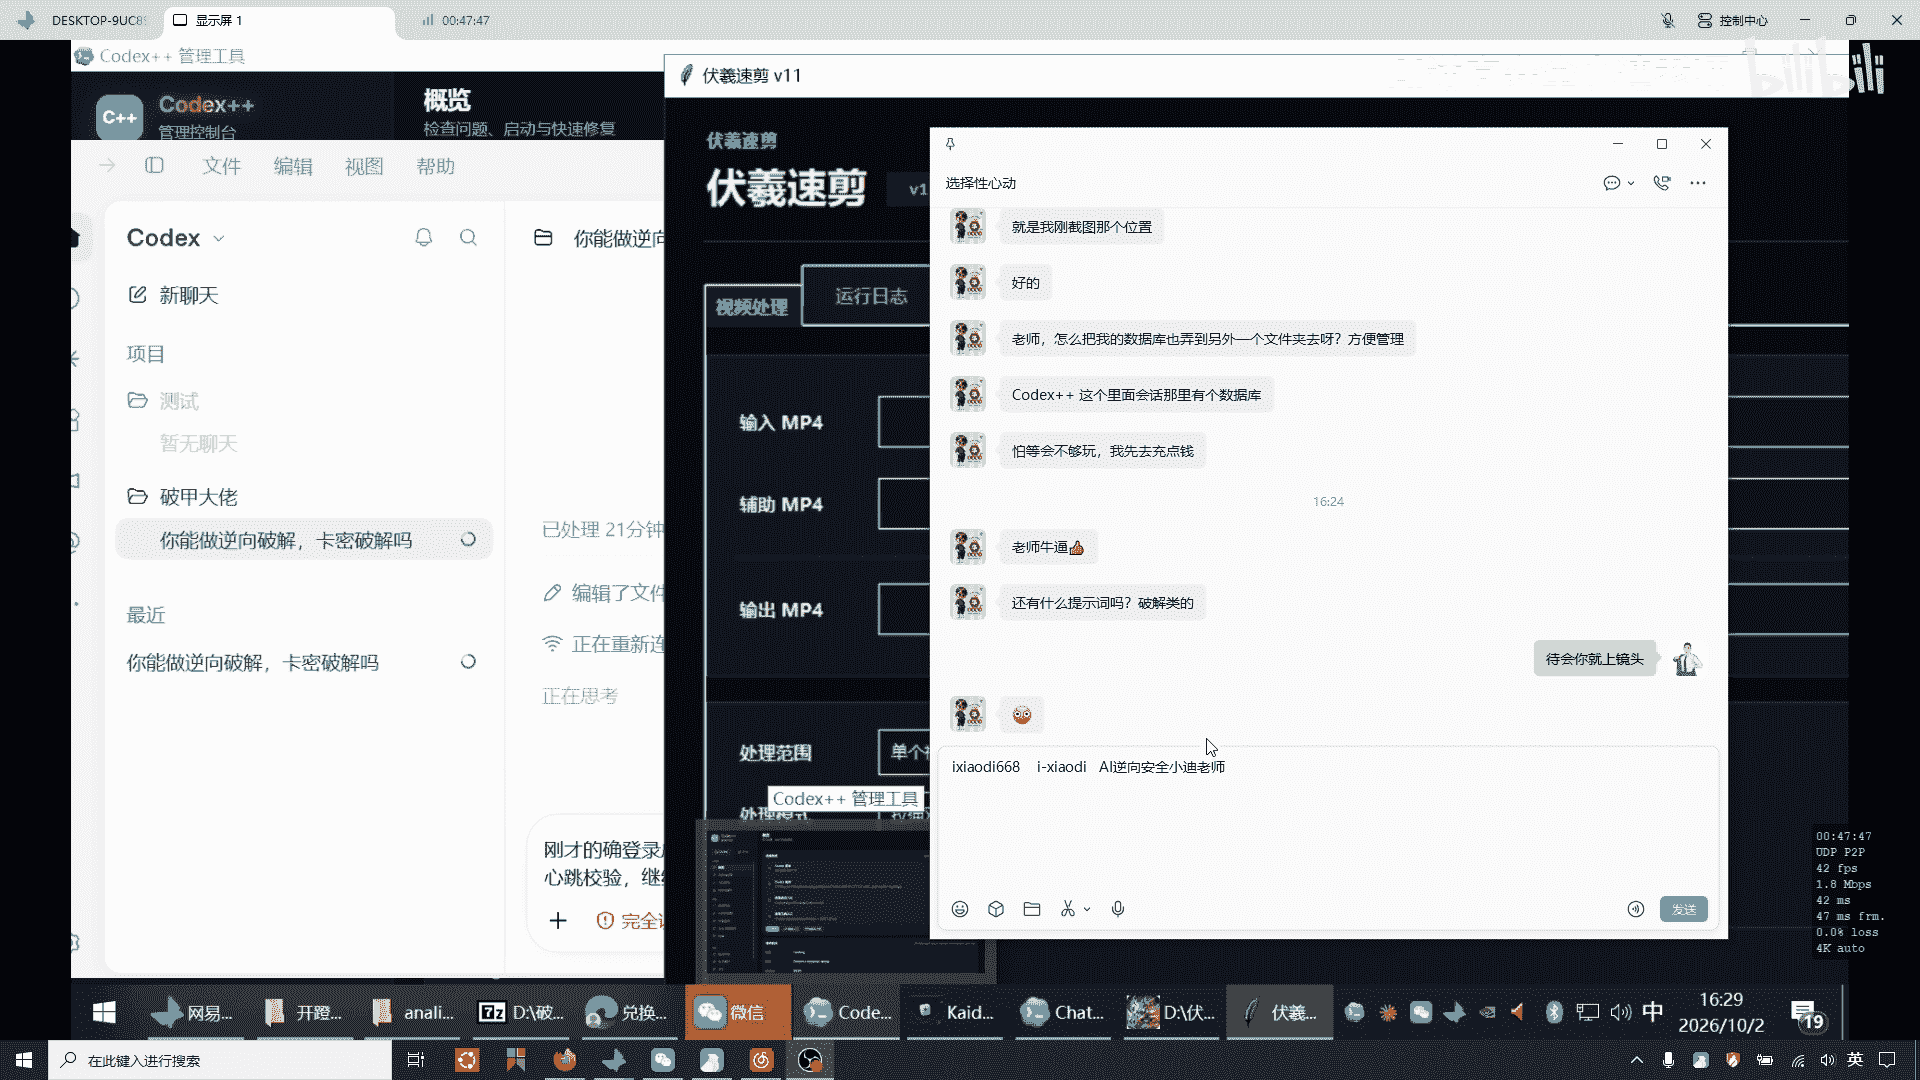 DESKTOP-9UC8
显示屏 1
00:47:47
控制中心
Codex++ 管理工具
C++
Codex++
管理控制台
概览
检查问题、启动与快速修复
伏羲速剪 v11
bilibili
伏羲速剪
伏羲速剪
v1
文件
编辑
视图
帮助
Codex
你能做逆向
新聊天
项目
测试
暂无聊天
破甲大佬
你能做逆向破解，卡密破解吗
最近
你能做逆向破解，卡密破解吗
已处理 21分钟
编辑了文件
正在重新连
正在思考
刚才的确登录
心跳校验，继
完全
视频处理
运行日志
输入 MP4
辅助 MP4
输出 MP4
处理范围
单个
处理模式
Codex++ 管理工具
选择性心动
就是我刚截图那个位置
好的
老师，怎么把我的数据库也弄到另外一个文件夹去呀？方便管理
Codex++ 这个里面会话那里有个数据库
怕等会不够玩，我先去充点钱
16:24
老师牛逼
还有什么提示词吗？破解类的
待会你就上镜头
ixiaodi668 i-xiaodi AI逆向安全小迪老师
发送
00:47:47
UDP P2P
42 fps
1.8 Mbps
42 ms
47 ms frm.
0.0% loss
4K auto
网易...
开蹬...
anali...
D:\破...
兑换...
微信
Code...
Kaid...
Chat...
D:\伏...
伏羲...
中
16:29
2026/10/2
19
在此键入进行搜索
英